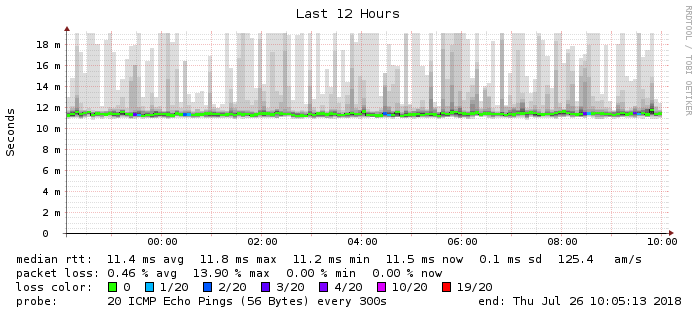 Last 12 Hours
RRDTOOL / TOBI OETIKER
Seconds
18 m
16 m
14 m
12 m
10 m
8 m
6 m
4 m
2 m
0
00:00 02:00 04:00 06:00 08:00 10:00
median rtt: 11.4 ms avg 11.8 ms max 11.2 ms min 11.5 ms now 0.1 ms sd 125.4 am/s
packet loss: 0.46 % avg 13.90 % max 0.00 % min 0.00 % now
loss color: 0 1/20 2/20 3/20 4/20 10/20 19/20
probe: 20 ICMP Echo Pings (56 Bytes) every 300s end: Thu Jul 26 10:05:13 2018